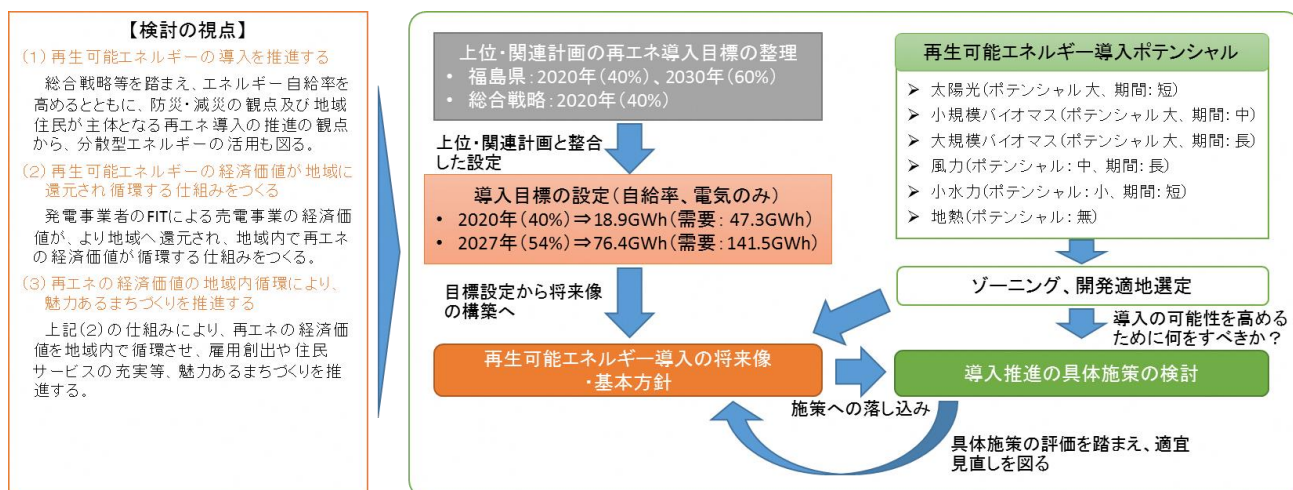 【検討の視点】
(1)再生可能エネルギーの導入を推進する
総合戦略等を踏まえ、エネルギー自給率を
高めるとともに、防災・減災の観点及び地域
住民が主体となる再エネ導入の推進の観点
から、分散型エネルギーの活用も図る。
(2)再生可能エネルギーの経済価値が地域に
還元され循環する仕組みをつくる
発電事業者のFITによる売電事業の経済価
値が、より地域へ還元され、地域内で再エネ
の経済価値が循環する仕組みをつくる。
(3)再エネの経済価値の地域内循環により、
魅力あるまちづくりを推進する
上記(2)の仕組みにより、再エネの経済価
値を地域内で循環させ、雇用創出や住民
サービスの充実等、魅力あるまちづくりを推
進する。
上位・関連計画の再エネ導入目標の整理
• 福島県:2020年(40%)、2030年(60%)
• 総合戦略:2020年(40%)
上位・関連計画と整合
した設定
導入目標の設定(自給率、電気のみ)
• 2020年(40%)⇒18.9GWh(需要:47.3GWh)
• 2027年(54%)⇒76.4GWh(需要:141.5GWh)
目標設定から将来像
の構築へ
再生可能エネルギー導入の将来像
・基本方針
施策への落し込み
再生可能エネルギー導入ポテンシャル
➢ 太陽光(ポテンシャル大、期間:短)
➢ 小規模バイオマス(ポテンシャル大、期間:中)
➢ 大規模バイオマス(ポテンシャル大、期間:長)
➢ 風力(ポテンシャル:中、期間:長)
➢ 小水力(ポテンシャル:小、期間:短)
➢ 地熱(ポテンシャル:無)
ゾーニング、開発適地選定
導入の可能性を高める
ために何をすべきか?
導入推進の具体施策の検討
具体施策の評価を踏まえ、適宜
見直しを図る